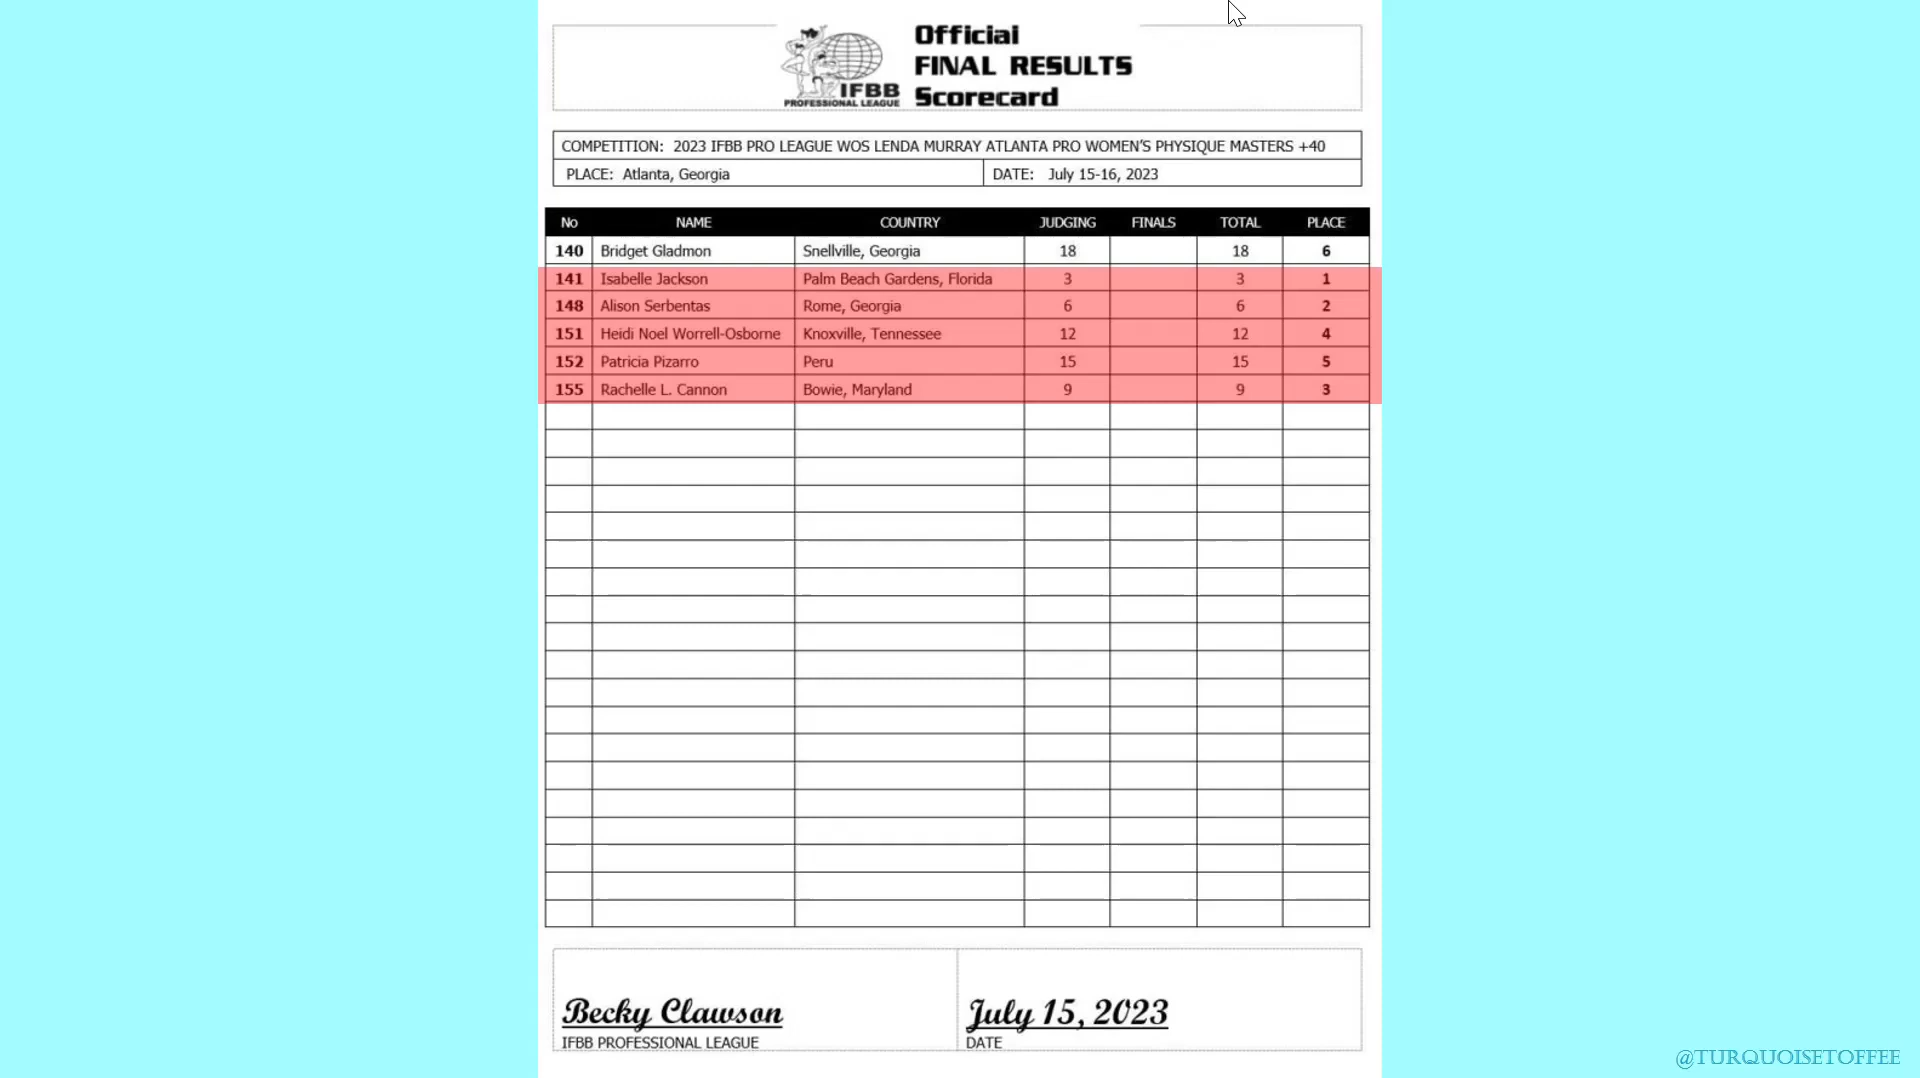 Official
FINAL RESULTS
Scorecard
IFBB
PROFESSIONAL LEAGUE
COMPETITION: 2023 IFBB PRO LEAGUE WOS LENDA MURRAY ATLANTA PRO WOMEN'S PHYSIQUE MASTERS +40
PLACE: Atlanta, Georgia DATE: July 15-16, 2023
No NAME COUNTRY JUDGING FINALS TOTAL PLACE
140 Bridget Gladmon Snellville, Georgia 18 18 6
141 Isabelle Jackson Palm Beach Gardens, Florida 3 3 1
148 Alison Serbentas Rome, Georgia 6 6 2
151 Heidi Noel Worrell-Osborne Knoxville, Tennessee 12 12 4
152 Patricia Pizarro Peru 15 15 5
155 Rachelle L. Cannon Bowie, Maryland 9 9 3
Becky Clawson July 15, 2023
IFBB PROFESSIONAL LEAGUE DATE
@TURQUOISETOFFEE